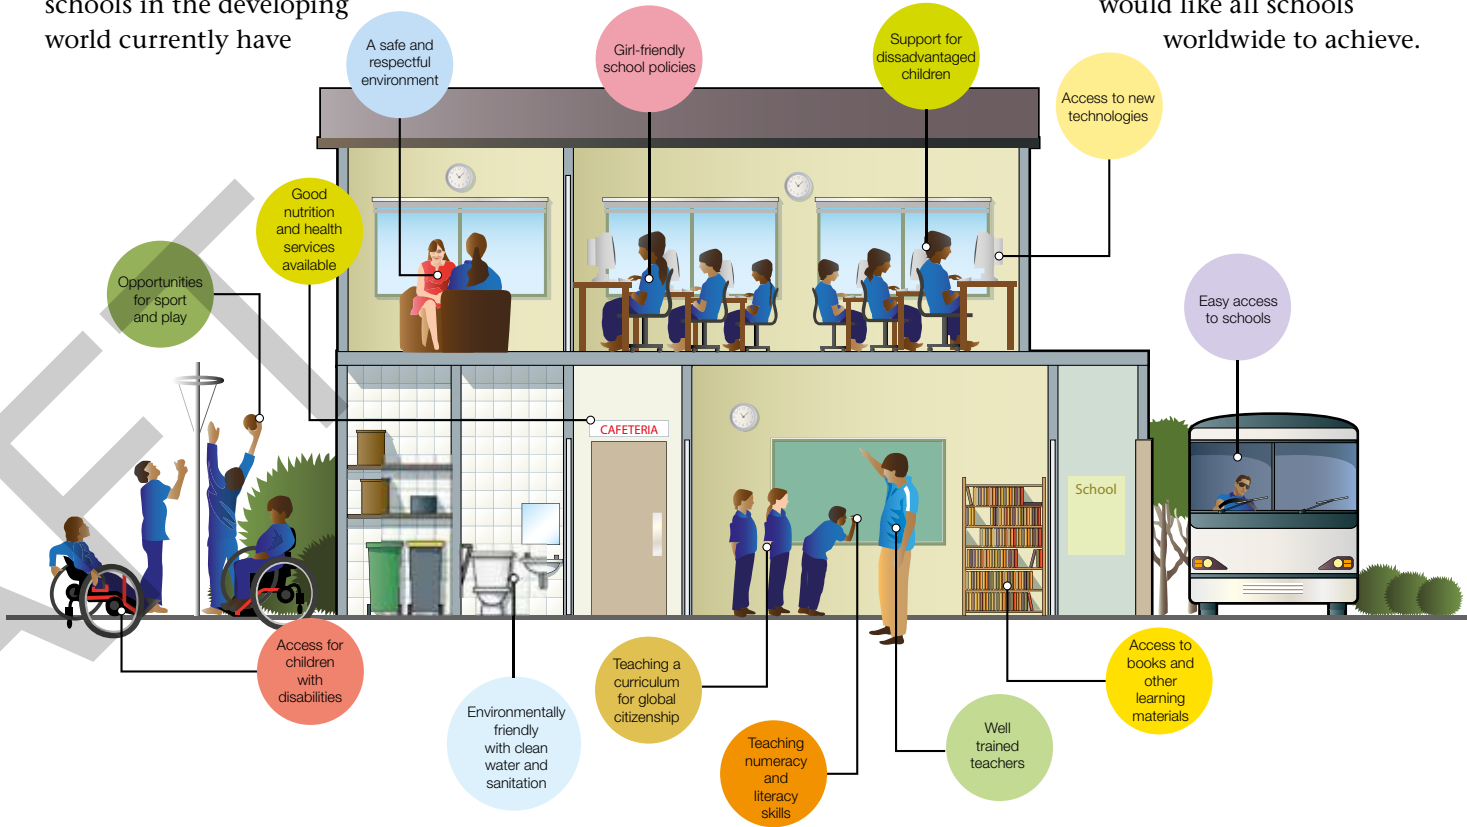 schools in the developing
world currently have
would like all schools
worldwide to achieve.
A safe and
respectful
environment
Girl-friendly
school policies
Support for
dissadvantaged
children
Access to new
technologies
Good
nutrition
and health
services
available
Opportunities
for sport
and play
Easy access
to schools
CAFETERIA
School
Access for
children
with
disabilities
Environmentally
friendly
with clean
water and
sanitation
Teaching a
curriculum
for global
citizenship
Teaching
numeracy
and
literacy
skills
Well
trained
teachers
Access to
books and
other
learning
materials